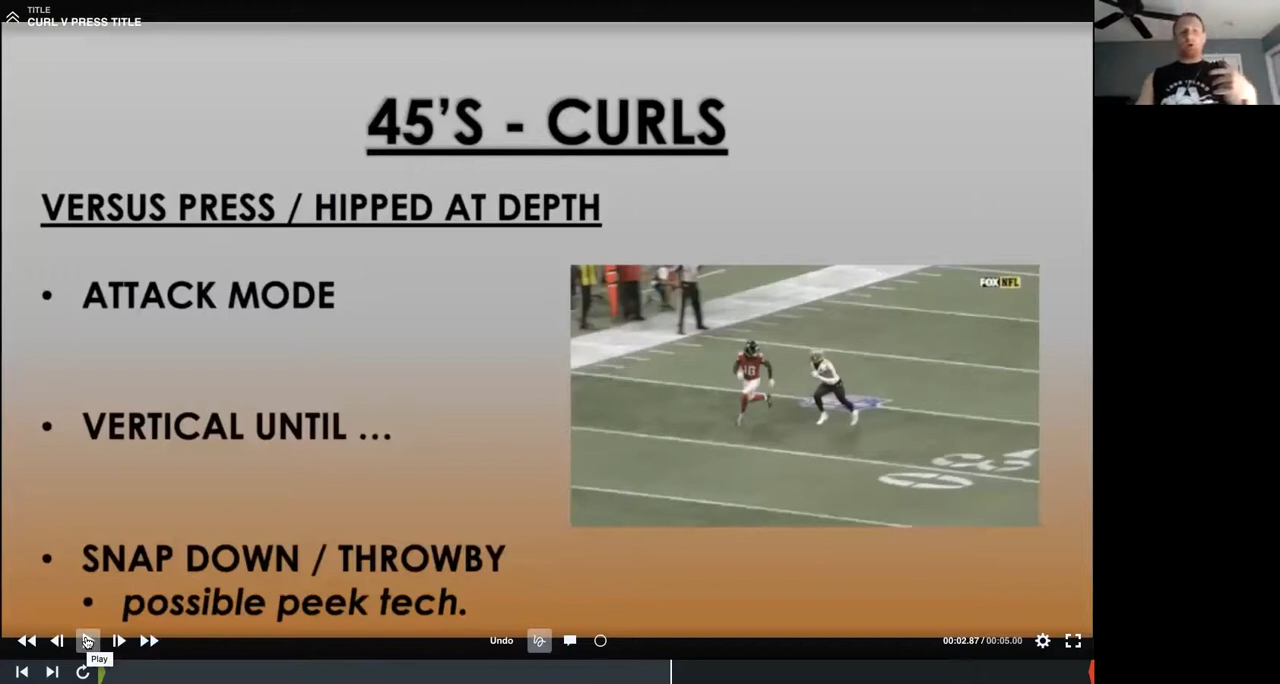 TITLE
CURL V PRESS TITLE
45'S - CURLS
VERSUS PRESS / HIPPED AT DEPTH
• ATTACK MODE
• VERTICAL UNTIL ...
• SNAP DOWN / THROWBY
• possible peek tech.
FOX NFL
18
Undo
00:02.87 / 00:05.00
Play